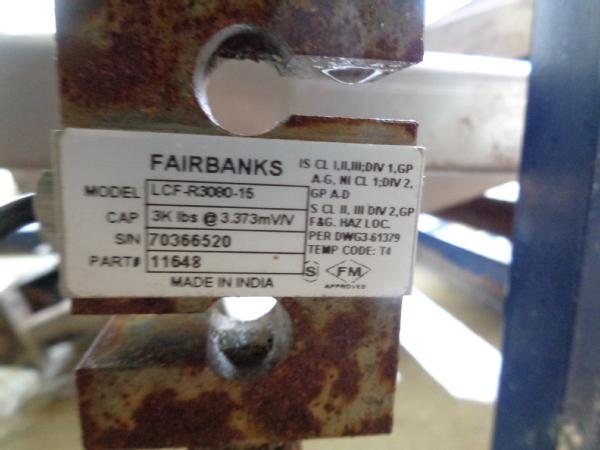 FAIRBANKS
MODEL LCF-R3080-15
CAP 3K lbs @ 3.373mV/V
S/N 70366520
PART# 11648
MADE IN INDIA
IS CL I,II,III;DIV 1,GP
A-G, NI CL 1;DIV 2,
GP A-D
S CL II, III DIV 2,GP
F&G. HAZ LOC.
PER DWG3-61379
TEMP CODE: T4
S FM
APPROVED